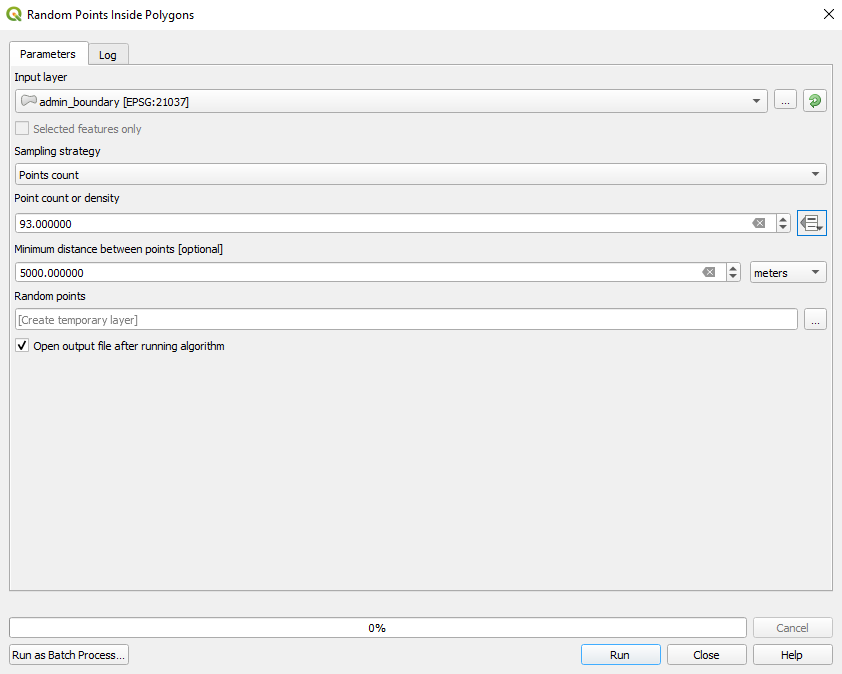 Random Points Inside Polygons
Parameters
Log
Input layer
admin_boundary [EPSG:21037]
...
Selected features only
Sampling strategy
Points count
Point count or density
93.000000
Minimum distance between points [optional]
5000.000000
meters
Random points
[Create temporary layer]
...
Open output file after running algorithm
0%
Cancel
Run as Batch Process...
Run
Close
Help